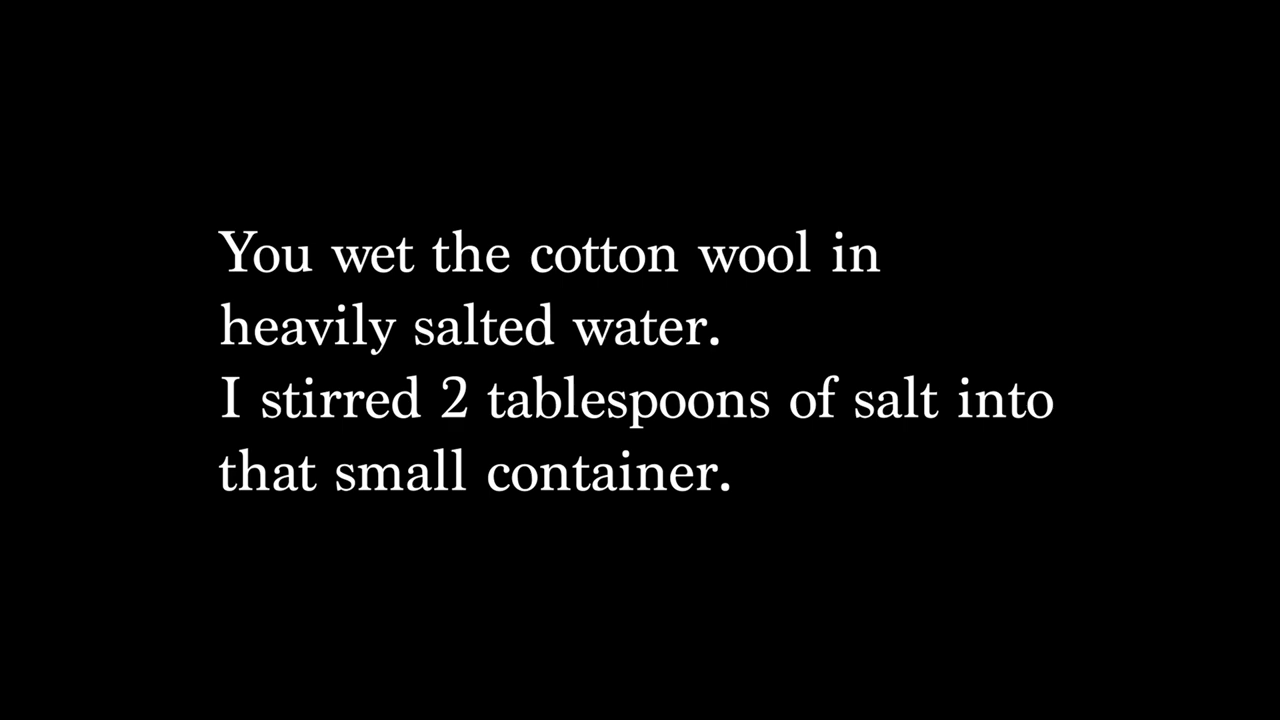 You wet the cotton wool in
heavily salted water.
I stirred 2 tablespoons of salt into
that small container.